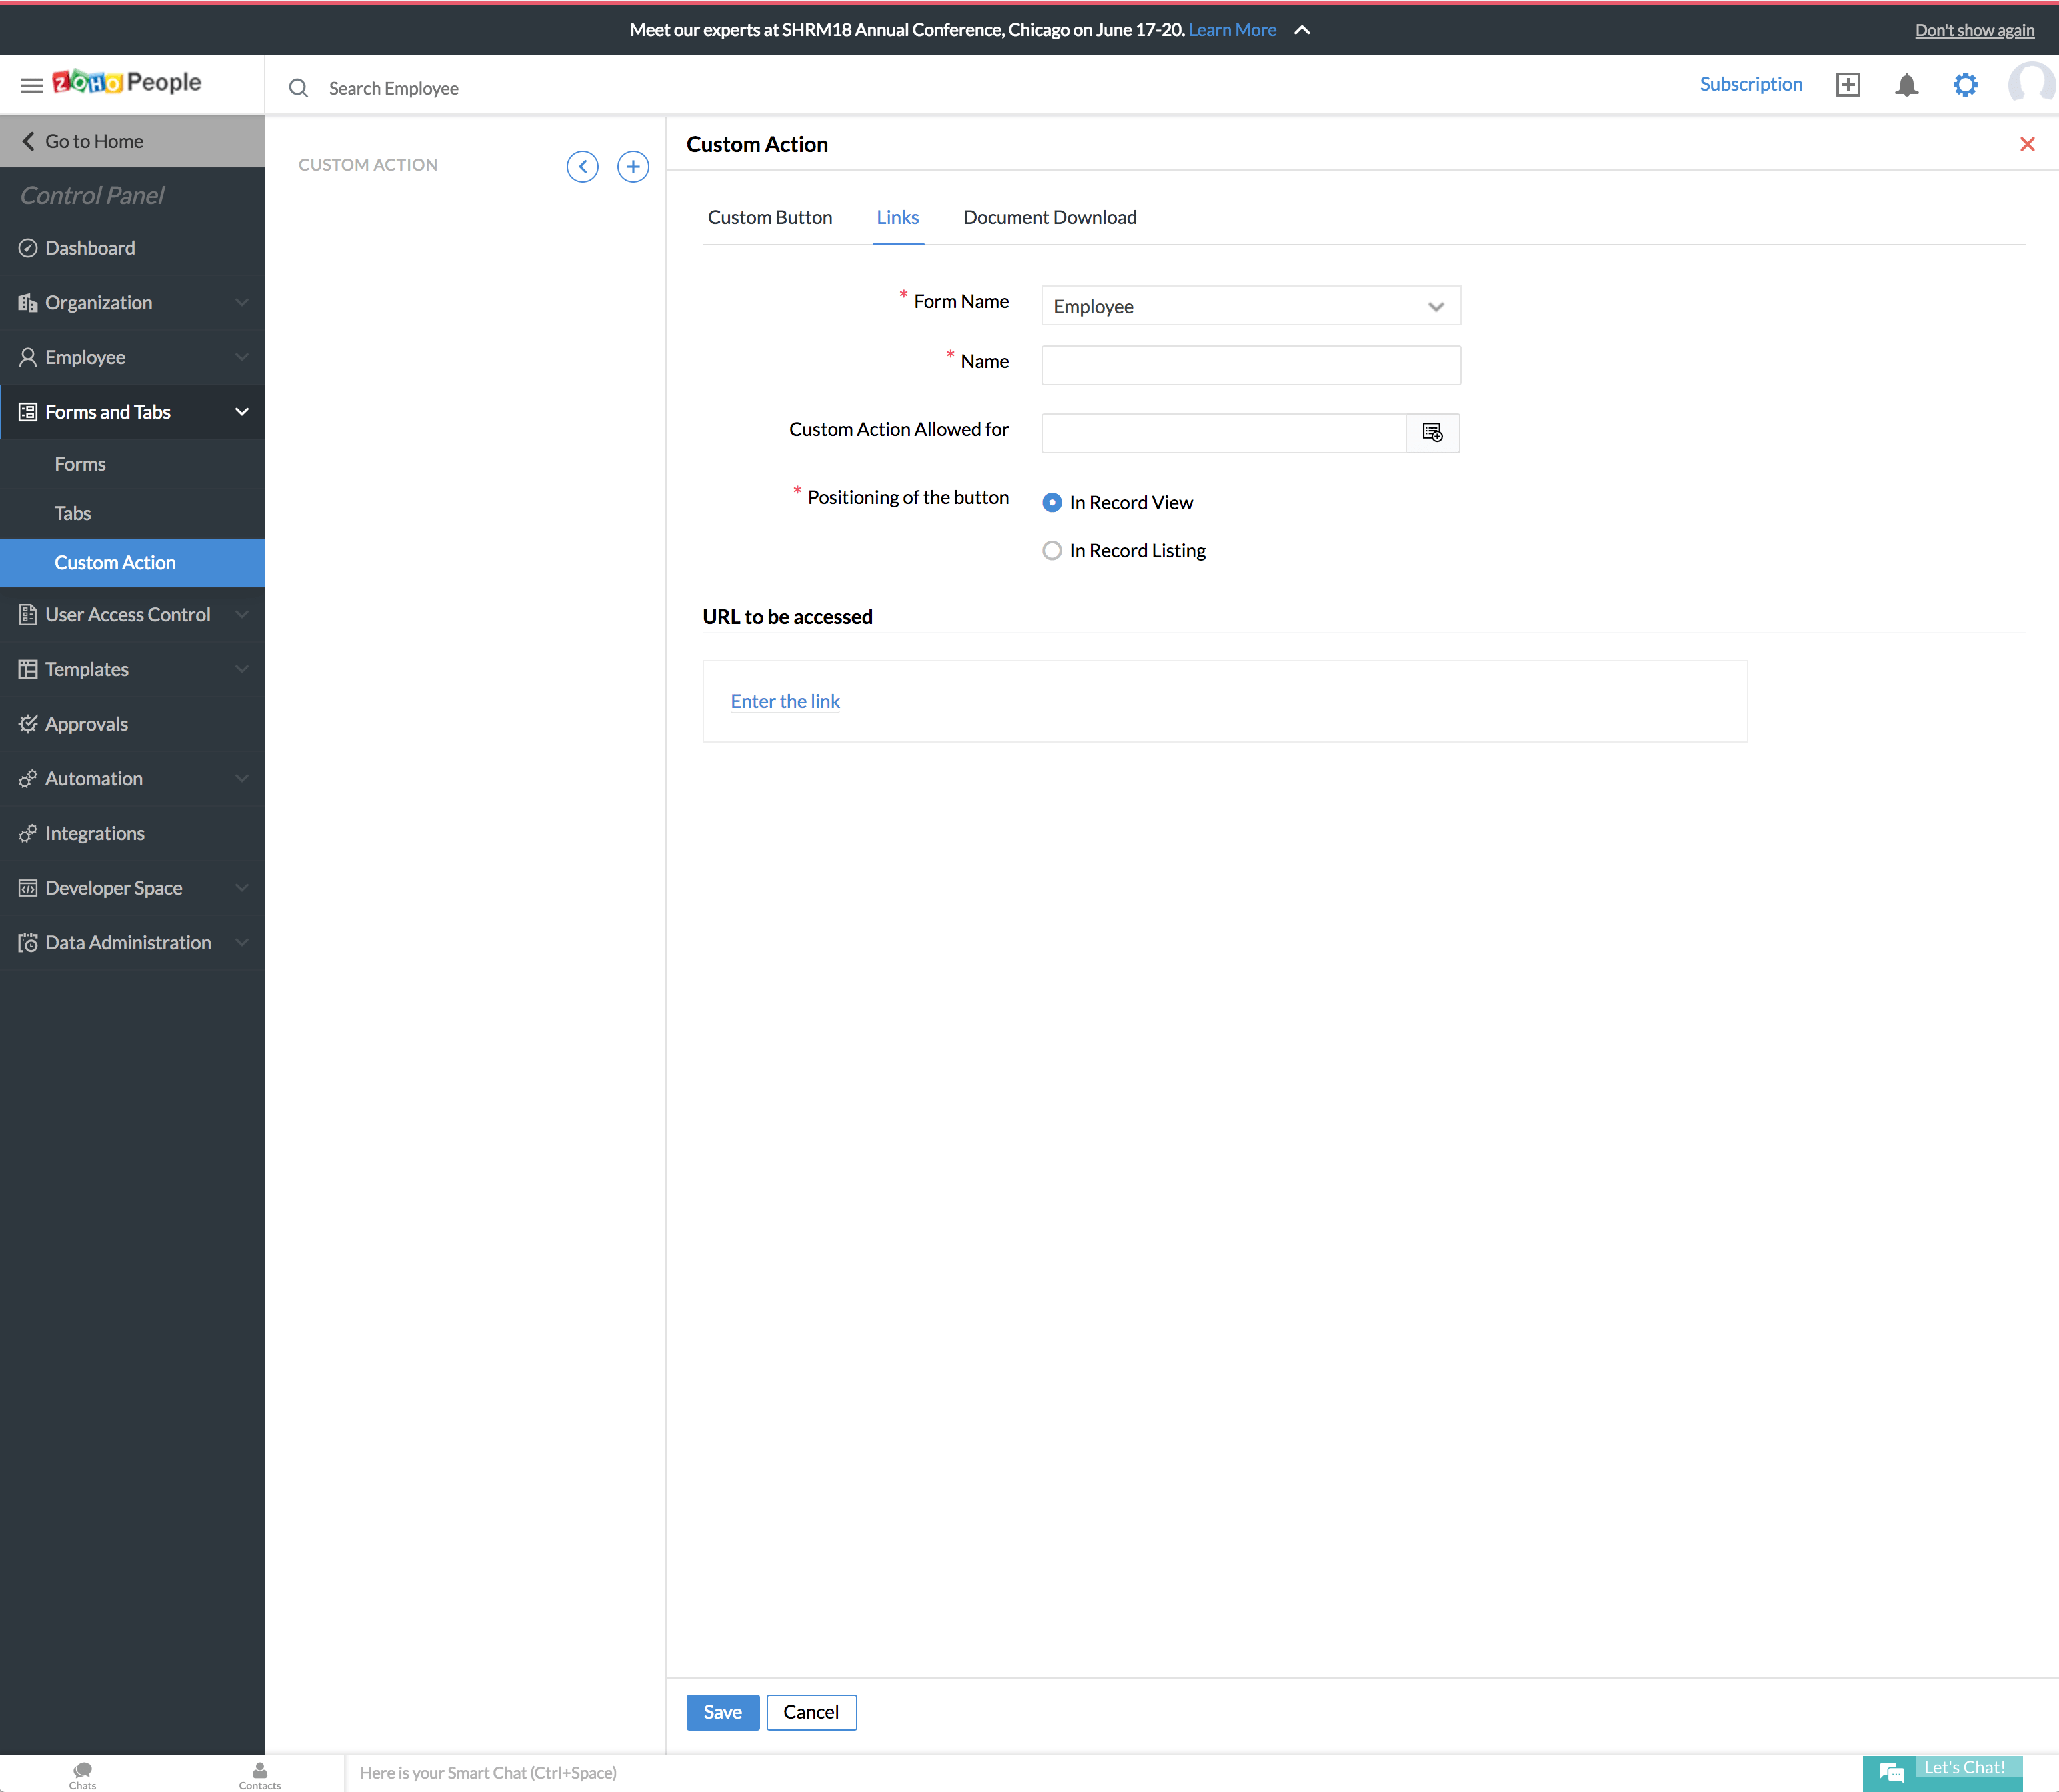 Meet our experts at SHRM18 Annual Conference, Chicago on June 17-20. Learn More
Don't show again
ZOHO People
Search Employee
Subscription
Go to Home
Control Panel
Dashboard
Organization
Employee
Forms and Tabs
Forms
Tabs
Custom Action
User Access Control
Templates
Approvals
Automation
Integrations
Developer Space
Data Administration
CUSTOM ACTION
Custom Action
Custom Button Links Document Download
* Form Name Employee
* Name
Custom Action Allowed for
* Positioning of the button In Record View
In Record Listing
URL to be accessed
Enter the link
Save Cancel
Chats
Contacts
Here is your Smart Chat (Ctrl+Space)
Let's Chat!